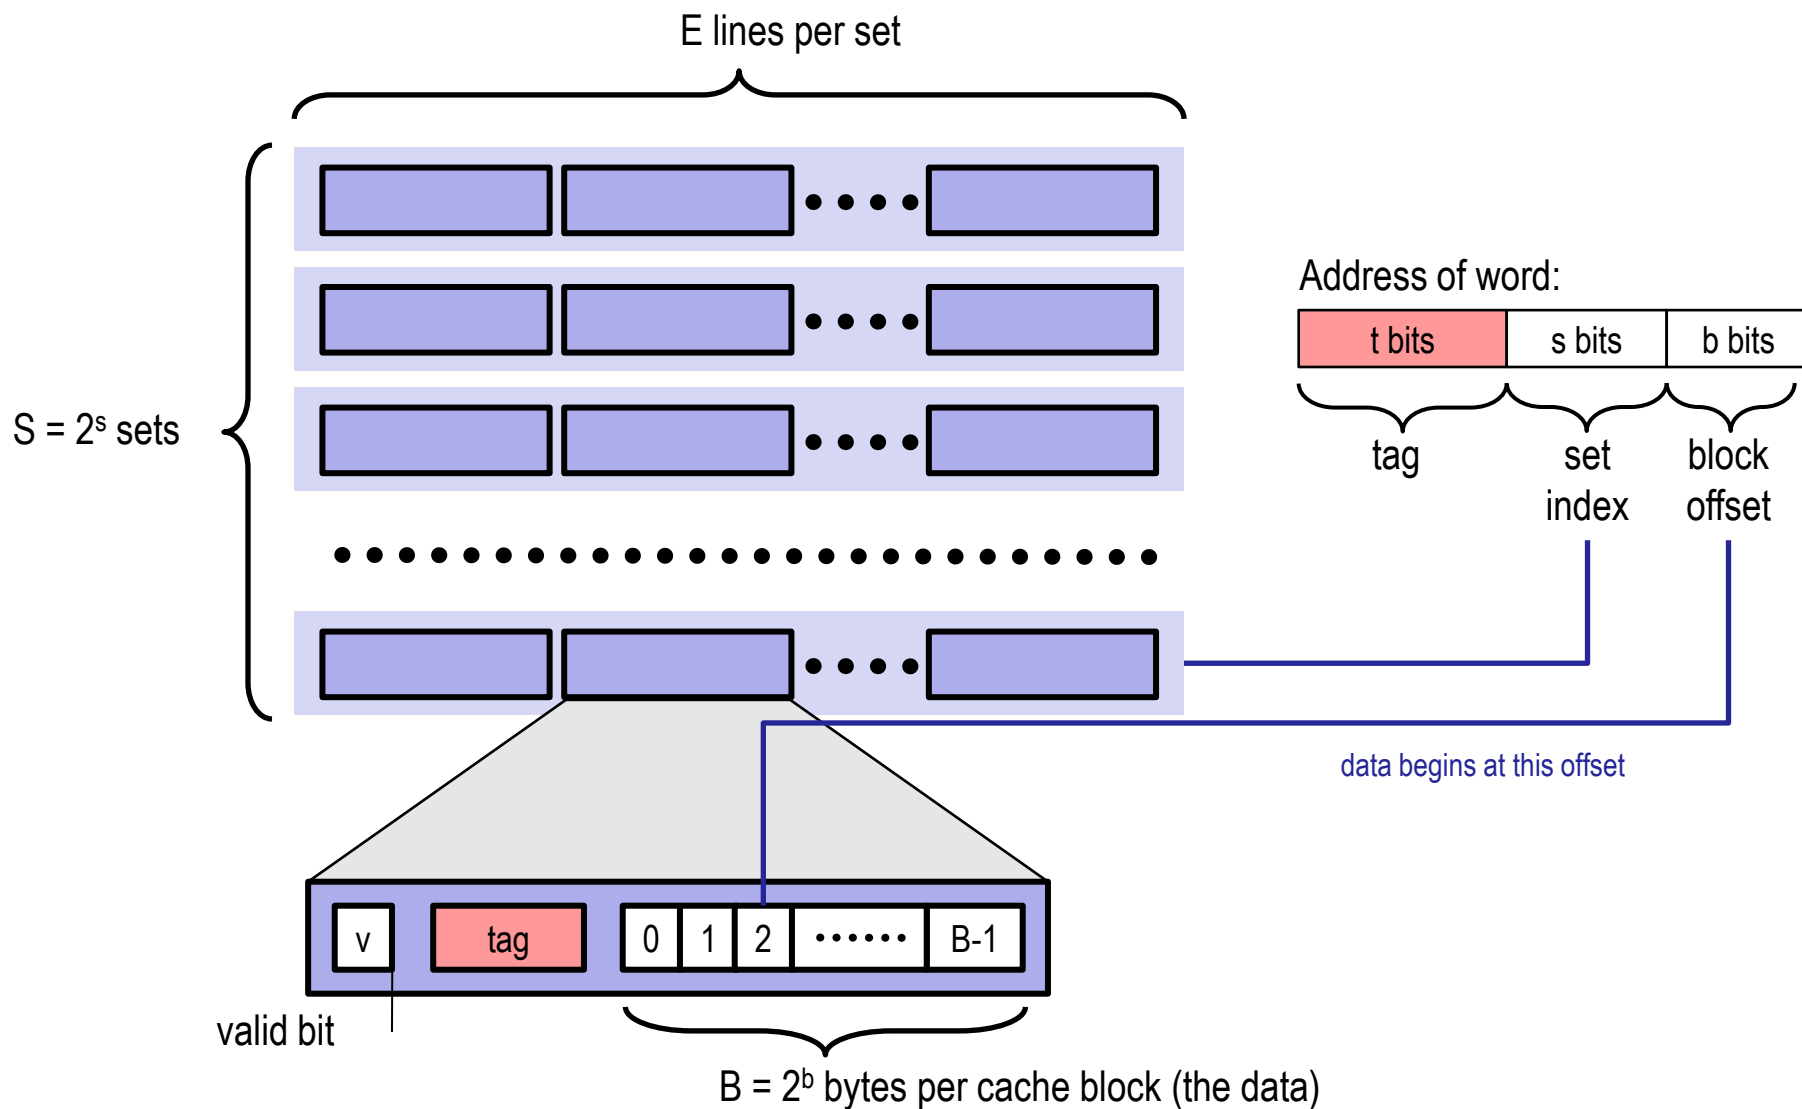 E lines per set
S = 2ˢ sets
Address of word:
t bits s bits b bits
tag set block
index offset
data begins at this offset
v tag 0 1 2 •••••• B-1
valid bit
B = 2ᵇ bytes per cache block (the data)